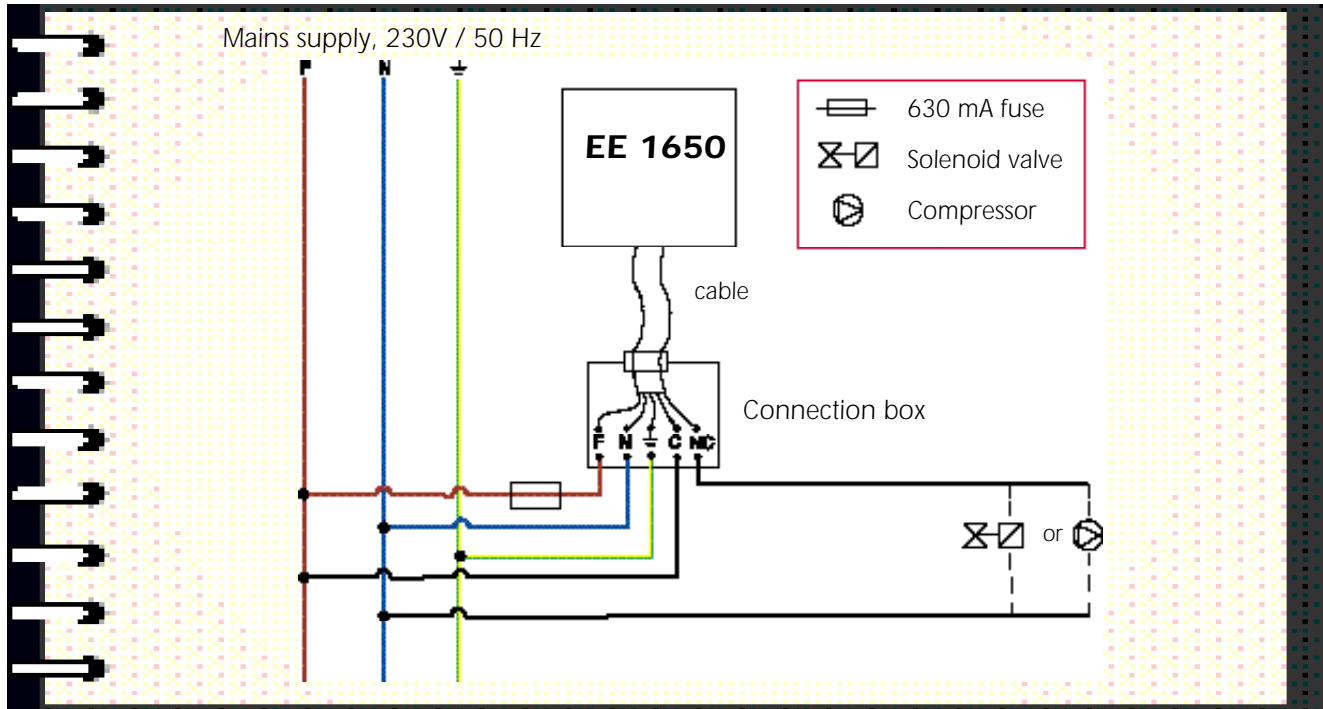 Mains supply, 230V / 50 Hz
F N ⏚
EE 1650
630 mA fuse
Solenoid valve
Compressor
cable
Connection box
F N ⏚ C NC
or